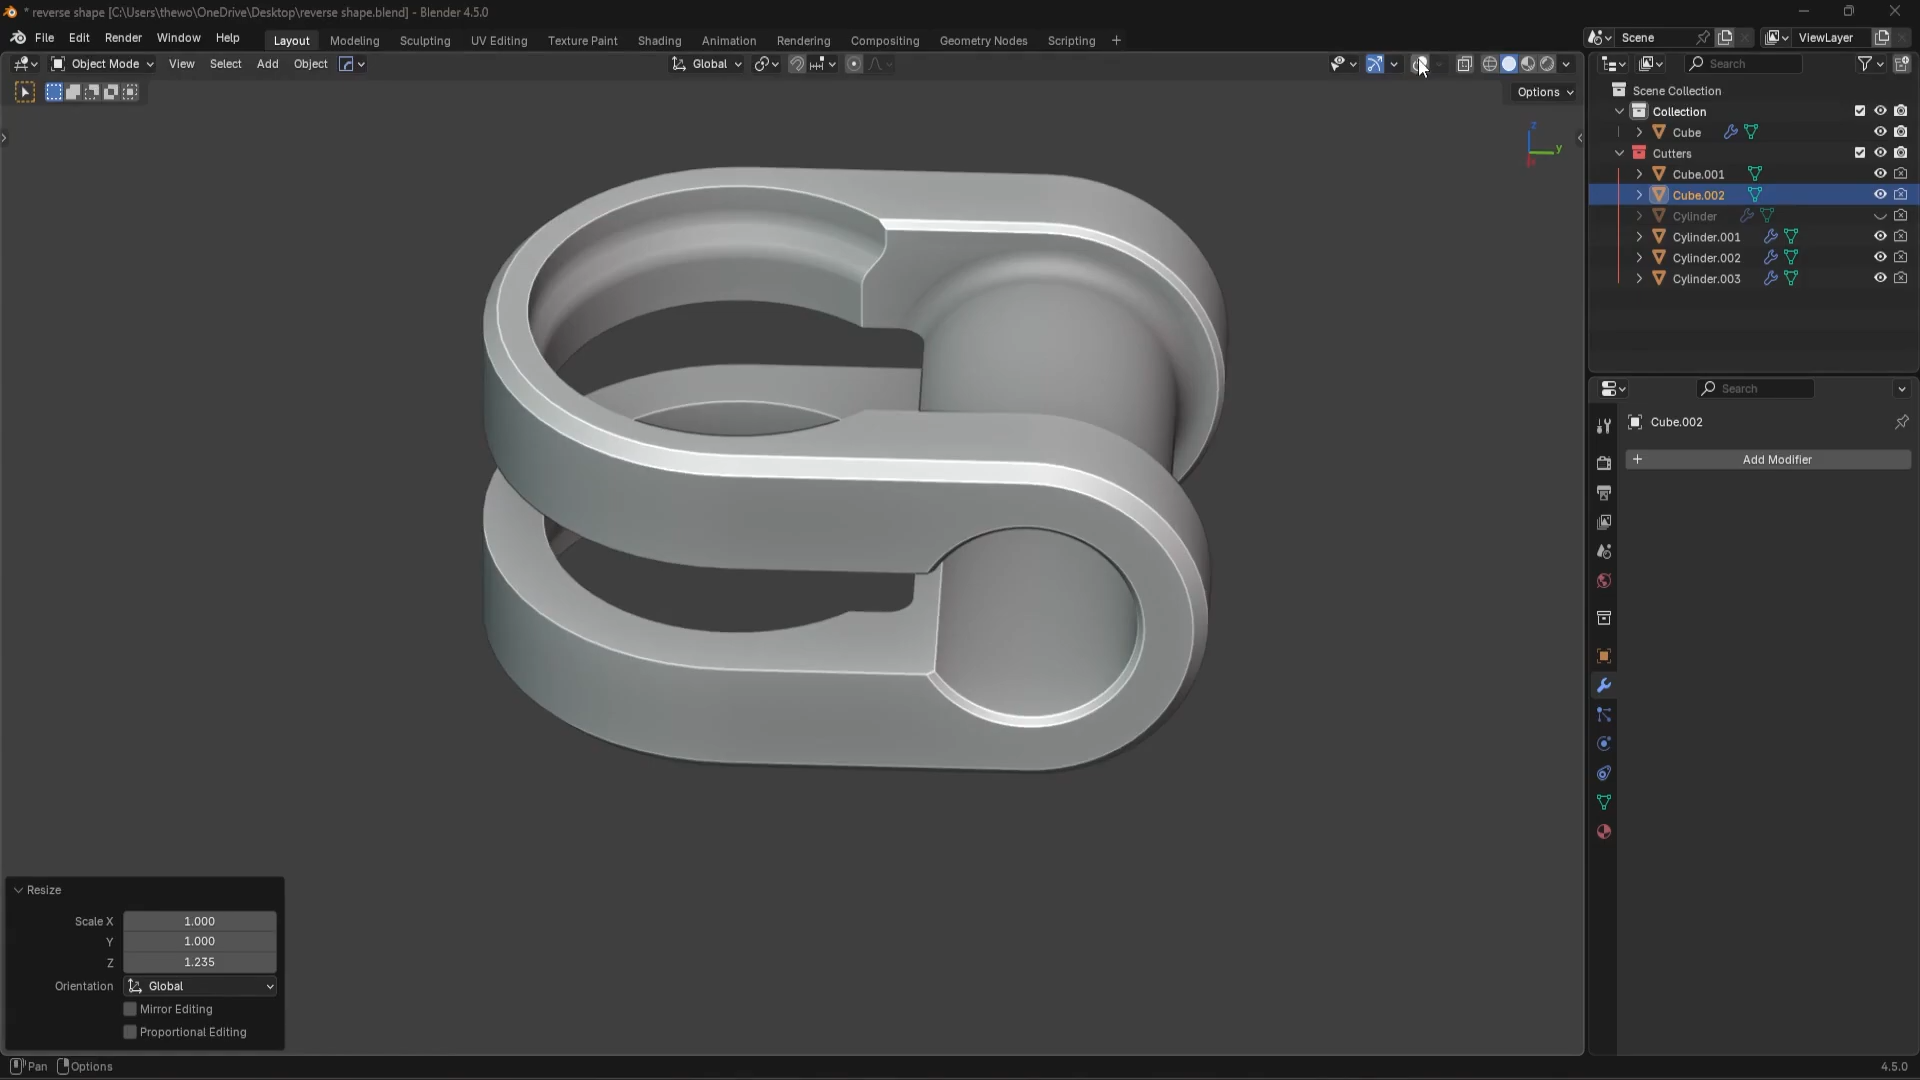 * reverse shape [C:\Users\thewo\OneDrive\Desktop\reverse shape.blend] - Blender 4.5.0
File Edit Render Window Help Layout Modeling Sculpting UV Editing Texture Paint Shading Animation Rendering Compositing Geometry Nodes Scripting + Scene ViewLayer
Object Mode View Select Add Object Global Search
Options
z
y
x
Scene Collection
Collection
Cube
Cutters
Cube.001
Cube.002
Cylinder
Cylinder.001
Cylinder.002
Cylinder.003
Search
Cube.002
+ Add Modifier
Resize
Scale X 1.000
Y 1.000
Z 1.235
Orientation Global
Mirror Editing
Proportional Editing
Pan Options 4.5.0